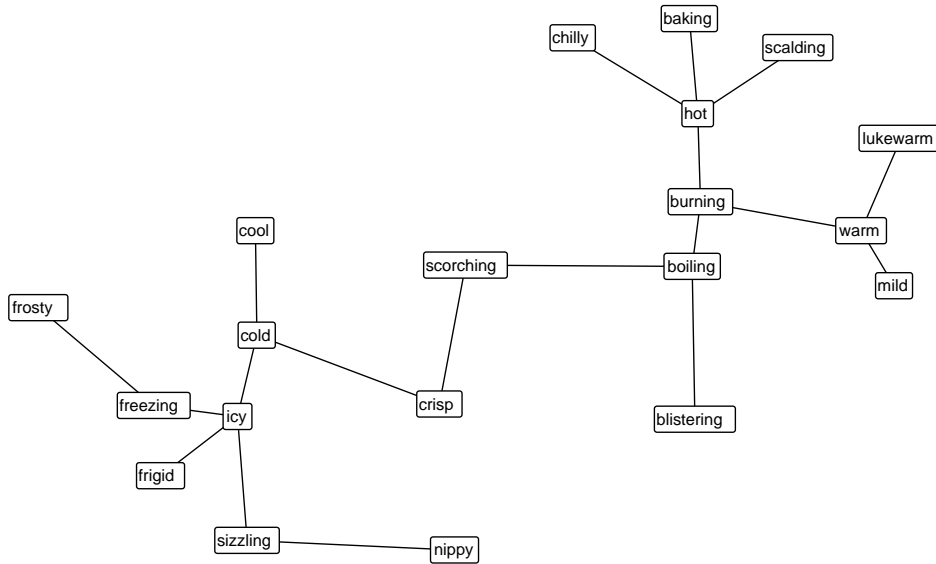 baking
chilly
scalding
hot
lukewarm
burning
cool
warm
scorching
boiling
mild
frosty
cold
freezing
crisp
icy
blistering
frigid
sizzling
nippy